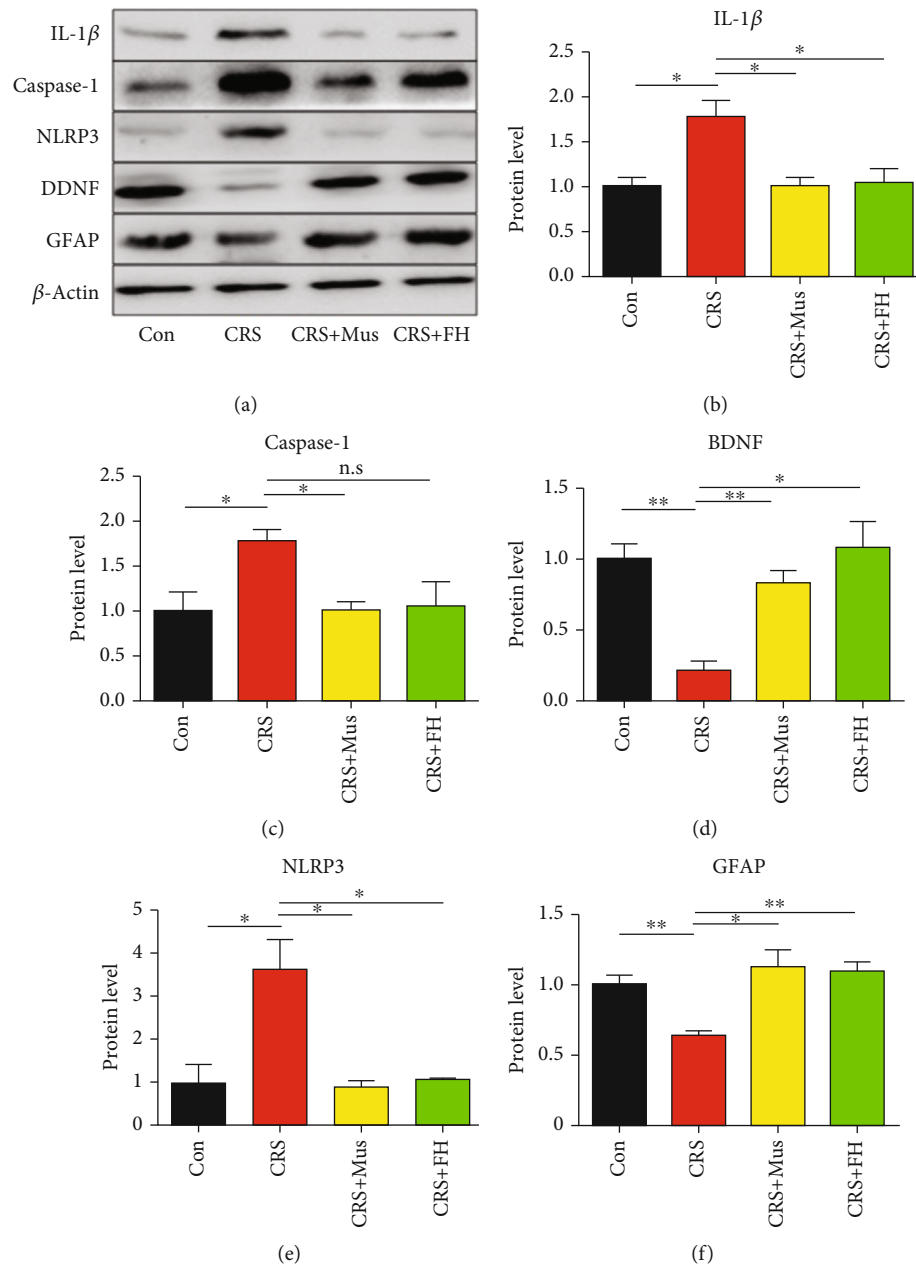 IL-1β
Caspase-1
NLRP3
DDNF
GFAP
β-Actin
Con CRS CRS+Mus CRS+FH
(a)
IL-1β
Protein level
2.5
2.0
1.5
1.0
0.5
0.0
* * *
Con
CRS
CRS+Mus
CRS+FH
(b)
Caspase-1
Protein level
2.5
2.0
1.5
1.0
0.5
0.0
* * n.s
Con
CRS
CRS+Mus
CRS+FH
(c)
BDNF
Protein level
1.5
1.0
0.5
0.0
** ** *
Con
CRS
CRS+Mus
CRS+FH
(d)
NLRP3
Protein level
5
4
3
2
1
0
* * *
Con
CRS
CRS+Mus
CRS+FH
(e)
GFAP
Protein level
1.5
1.0
0.5
0
** * **
Con
CRS
CRS+Mus
CRS+FH
(f)